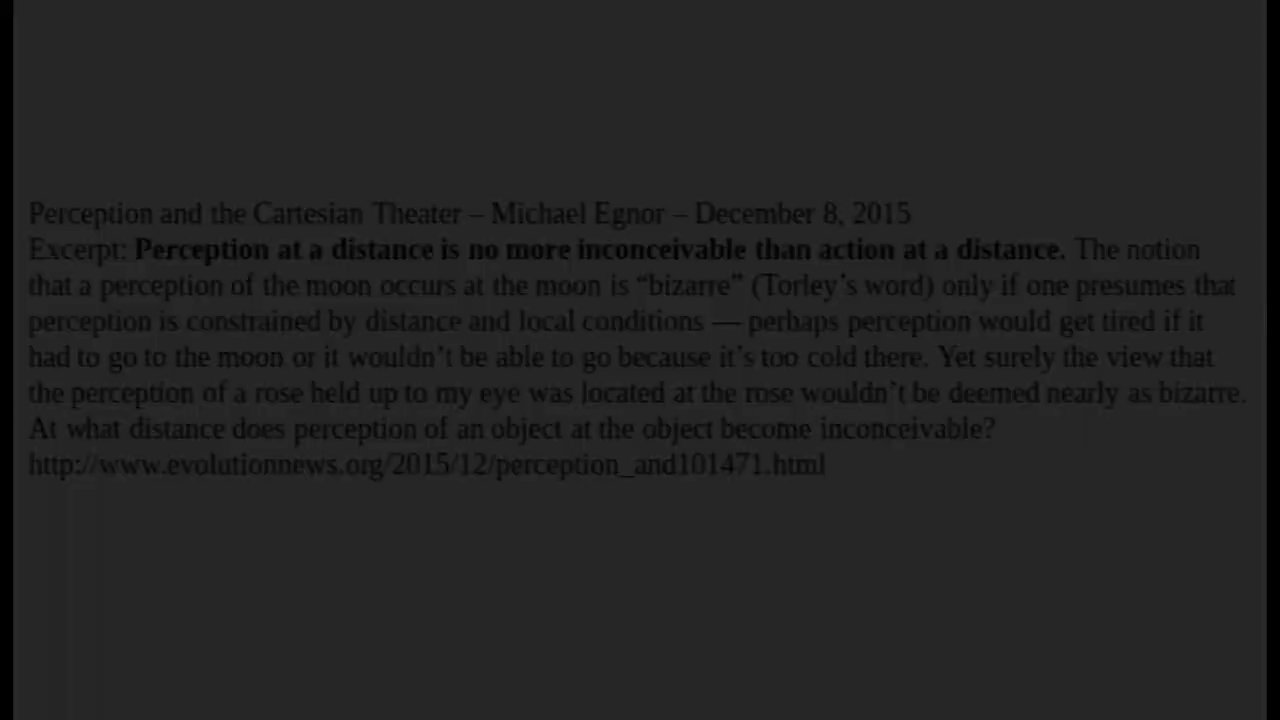 Perception and the Cartesian Theater – Michael Egnor – December 8, 2015
Excerpt: Perception at a distance is no more inconceivable than action at a distance. The notion
that a perception of the moon occurs at the moon is “bizarre” (Torley’s word) only if one presumes that
perception is constrained by distance and local conditions — perhaps perception would get tired if it
had to go to the moon or it wouldn’t be able to go because it’s too cold there. Yet surely the view that
the perception of a rose held up to my eye was located at the rose wouldn’t be deemed nearly as bizarre.
At what distance does perception of an object at the object become inconceivable?
http://www.evolutionnews.org/2015/12/perception_and101471.html